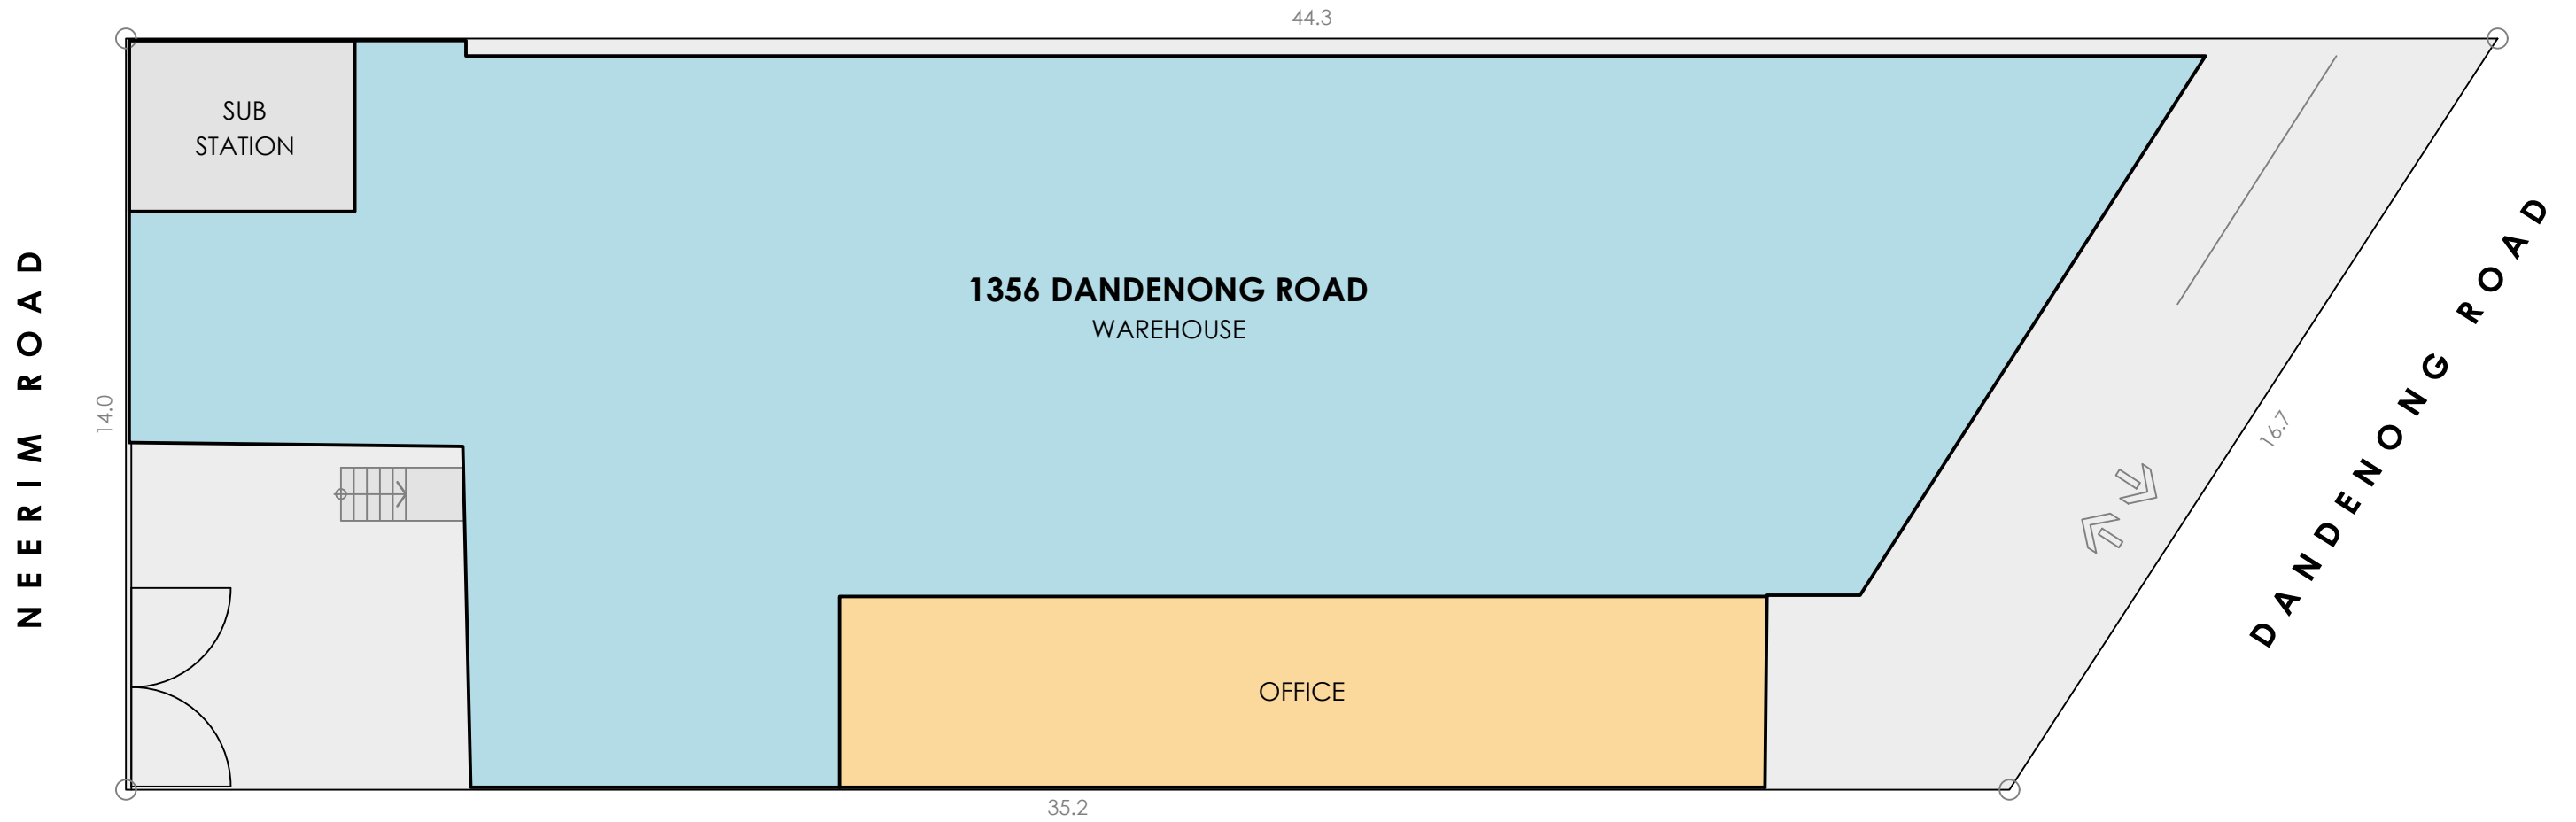 44.3
SUB
STATION
NEERIM ROAD
14.0
1356 DANDENONG ROAD
WAREHOUSE
16.7
DANDENONG ROAD
OFFICE
35.2